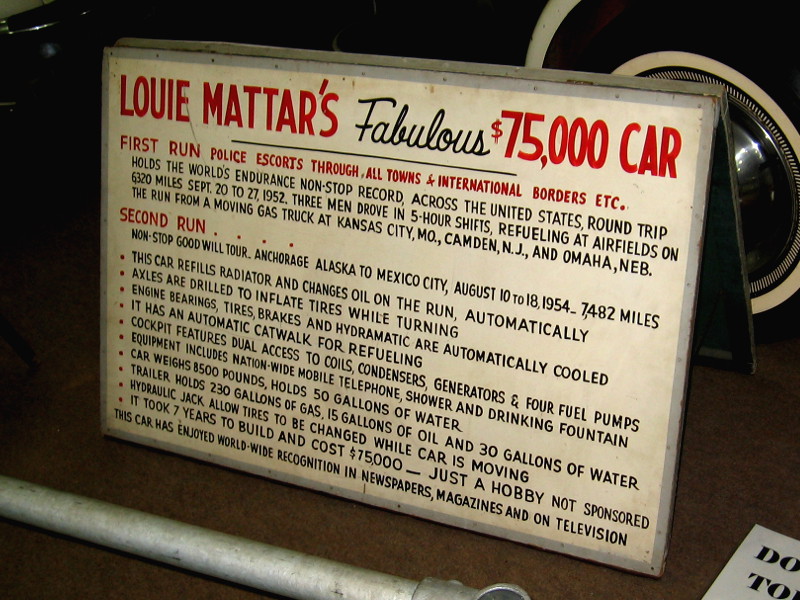 LOUIE MATTAR'S Fabulous $75,000 CAR
FIRST RUN POLICE ESCORTS THROUGH, ALL TOWNS & INTERNATIONAL BORDERS ETC.
HOLDS THE WORLD'S ENDURANCE NON-STOP RECORD, ACROSS THE UNITED STATES, ROUND TRIP
6320 MILES SEPT. 20 TO 27, 1952. THREE MEN DROVE IN 5-HOUR SHIFTS, REFUELING AT AIRFIELDS ON
THE RUN FROM A MOVING GAS TRUCK AT KANSAS CITY, MO., CAMDEN, N.J., AND OMAHA, NEB.
SECOND RUN . . . .
NON-STOP GOOD WILL TOUR_ ANCHORAGE ALASKA TO MEXICO CITY, AUGUST 10 TO 18, 1954_ 7,482 MILES
• THIS CAR REFILLS RADIATOR AND CHANGES OIL ON THE RUN, AUTOMATICALLY
• AXLES ARE DRILLED TO INFLATE TIRES WHILE TURNING
• ENGINE BEARINGS, TIRES, BRAKES AND HYDRAMATIC ARE AUTOMATICALLY COOLED
• IT HAS AN AUTOMATIC CATWALK FOR REFUELING
• COCKPIT FEATURES DUAL ACCESS TO COILS, CONDENSERS, GENERATORS & FOUR FUEL PUMPS
• EQUIPMENT INCLUDES NATION-WIDE MOBILE TELEPHONE, SHOWER AND DRINKING FOUNTAIN
• CAR WEIGHS 8500 POUNDS, HOLDS 50 GALLONS OF WATER
• TRAILER HOLDS 230 GALLONS OF GAS, 15 GALLONS OF OIL AND 30 GALLONS OF WATER
• HYDRAULIC JACK ALLOW TIRES TO BE CHANGED WHILE CAR IS MOVING
• IT TOOK 7 YEARS TO BUILD AND COST $75,000 — JUST A HOBBY NOT SPONSORED
THIS CAR HAS ENJOYED WORLD-WIDE RECOGNITION IN NEWSPAPERS, MAGAZINES AND ON TELEVISION